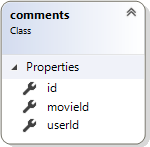 comments
Class
Properties
id
movieId
userId